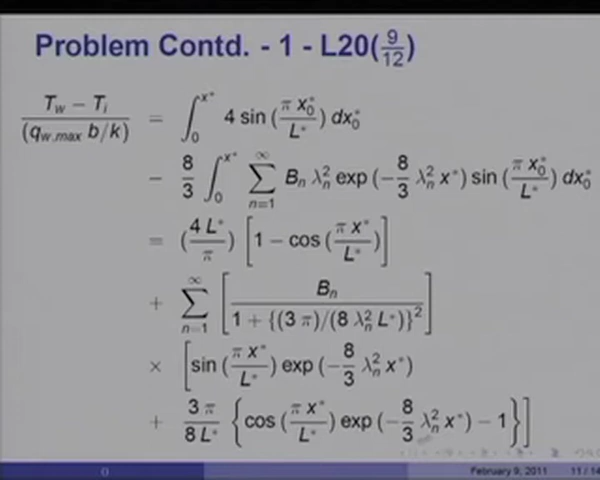 Problem Contd. - 1 - L20(9/12)
(T_w − T_i)/(q_{w,max} b/k) = ∫_0^{x*} 4 sin (π x_0^*/L*) dx_0^*
− 8/3 ∫_0^{x*} ∑_{n=1}^{∞} B_n λ_n^2 exp (−8/3 λ_n^2 x*) sin (π x_0^*/L*) dx_0^*
= (4 L*/π) [1 − cos (π x*/L*)]
+ ∑_{n=1}^{∞} [B_n/(1 + {(3 π)/(8 λ_n^2 L*)}^2)]
× [sin (π x*/L*) exp (−8/3 λ_n^2 x*)
+ 3 π/8 L* {cos (π x*/L*) exp (−8/3 λ_n^2 x*) − 1}]
() February 9, 2011 11 / 14